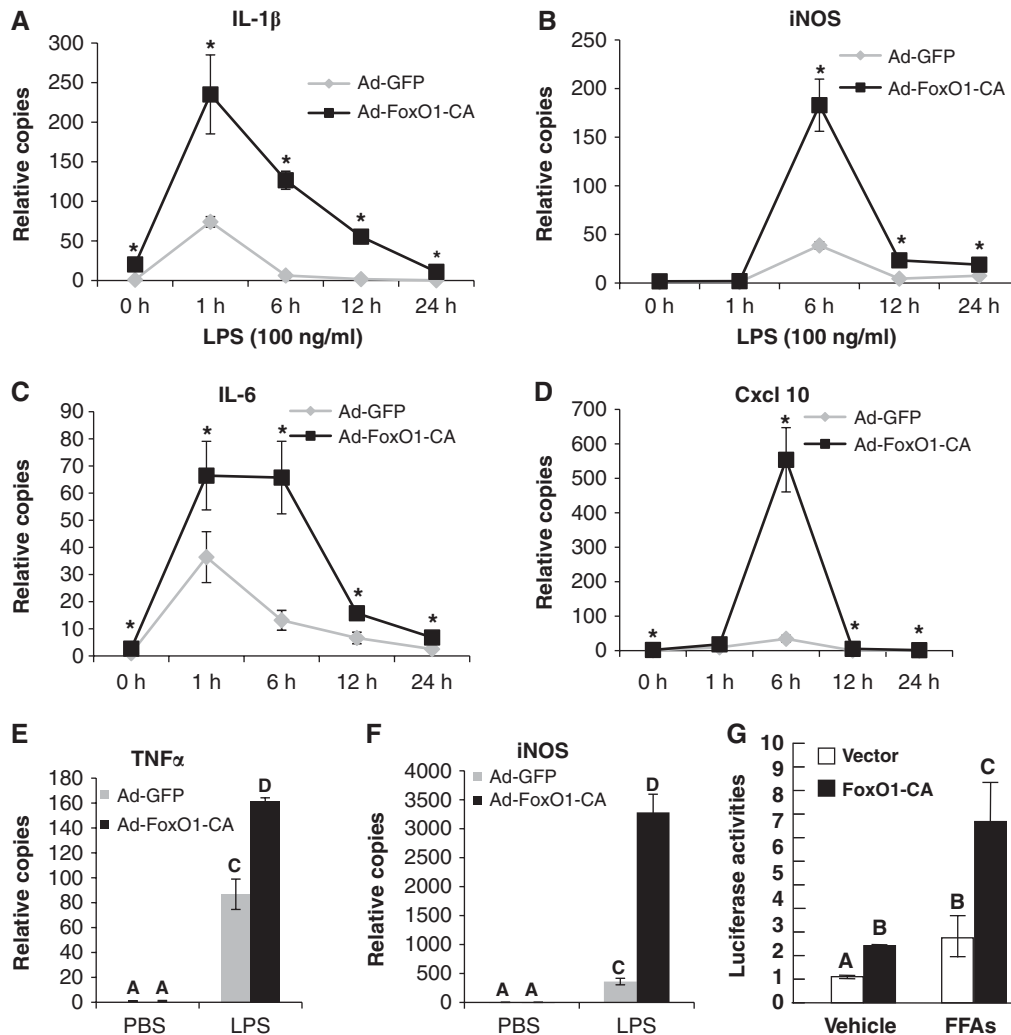 A
IL-1β
300
250
200
150
100
50
0
Relative copies
* * * * *
Ad-GFP
Ad-FoxO1-CA
0 h 1 h 6 h 12 h 24 h
LPS (100 ng/ml)
B
iNOS
250
200
150
100
50
0
Relative copies
* * *
Ad-GFP
Ad-FoxO1-CA
0 h 1 h 6 h 12 h 24 h
LPS (100 ng/ml)
C
IL-6
90
80
70
60
50
40
30
20
10
0
Relative copies
* * * * *
Ad-GFP
Ad-FoxO1-CA
0 h 1 h 6 h 12 h 24 h
D
Cxcl 10
700
600
500
400
300
200
100
0
Relative copies
* * * *
Ad-GFP
Ad-FoxO1-CA
0 h 1 h 6 h 12 h 24 h
E
TNFα
180
160
140
120
100
80
60
40
20
0
Relative copies
Ad-GFP
Ad-FoxO1-CA
A A C D
PBS LPS
F
iNOS
4000
3500
3000
2500
2000
1500
1000
500
0
Relative copies
Ad-GFP
Ad-FoxO1-CA
A A C D
PBS LPS
G
10
9
8
7
6
5
4
3
2
1
0
Luciferase activities
Vector
FoxO1-CA
A B B C
Vehicle FFAs